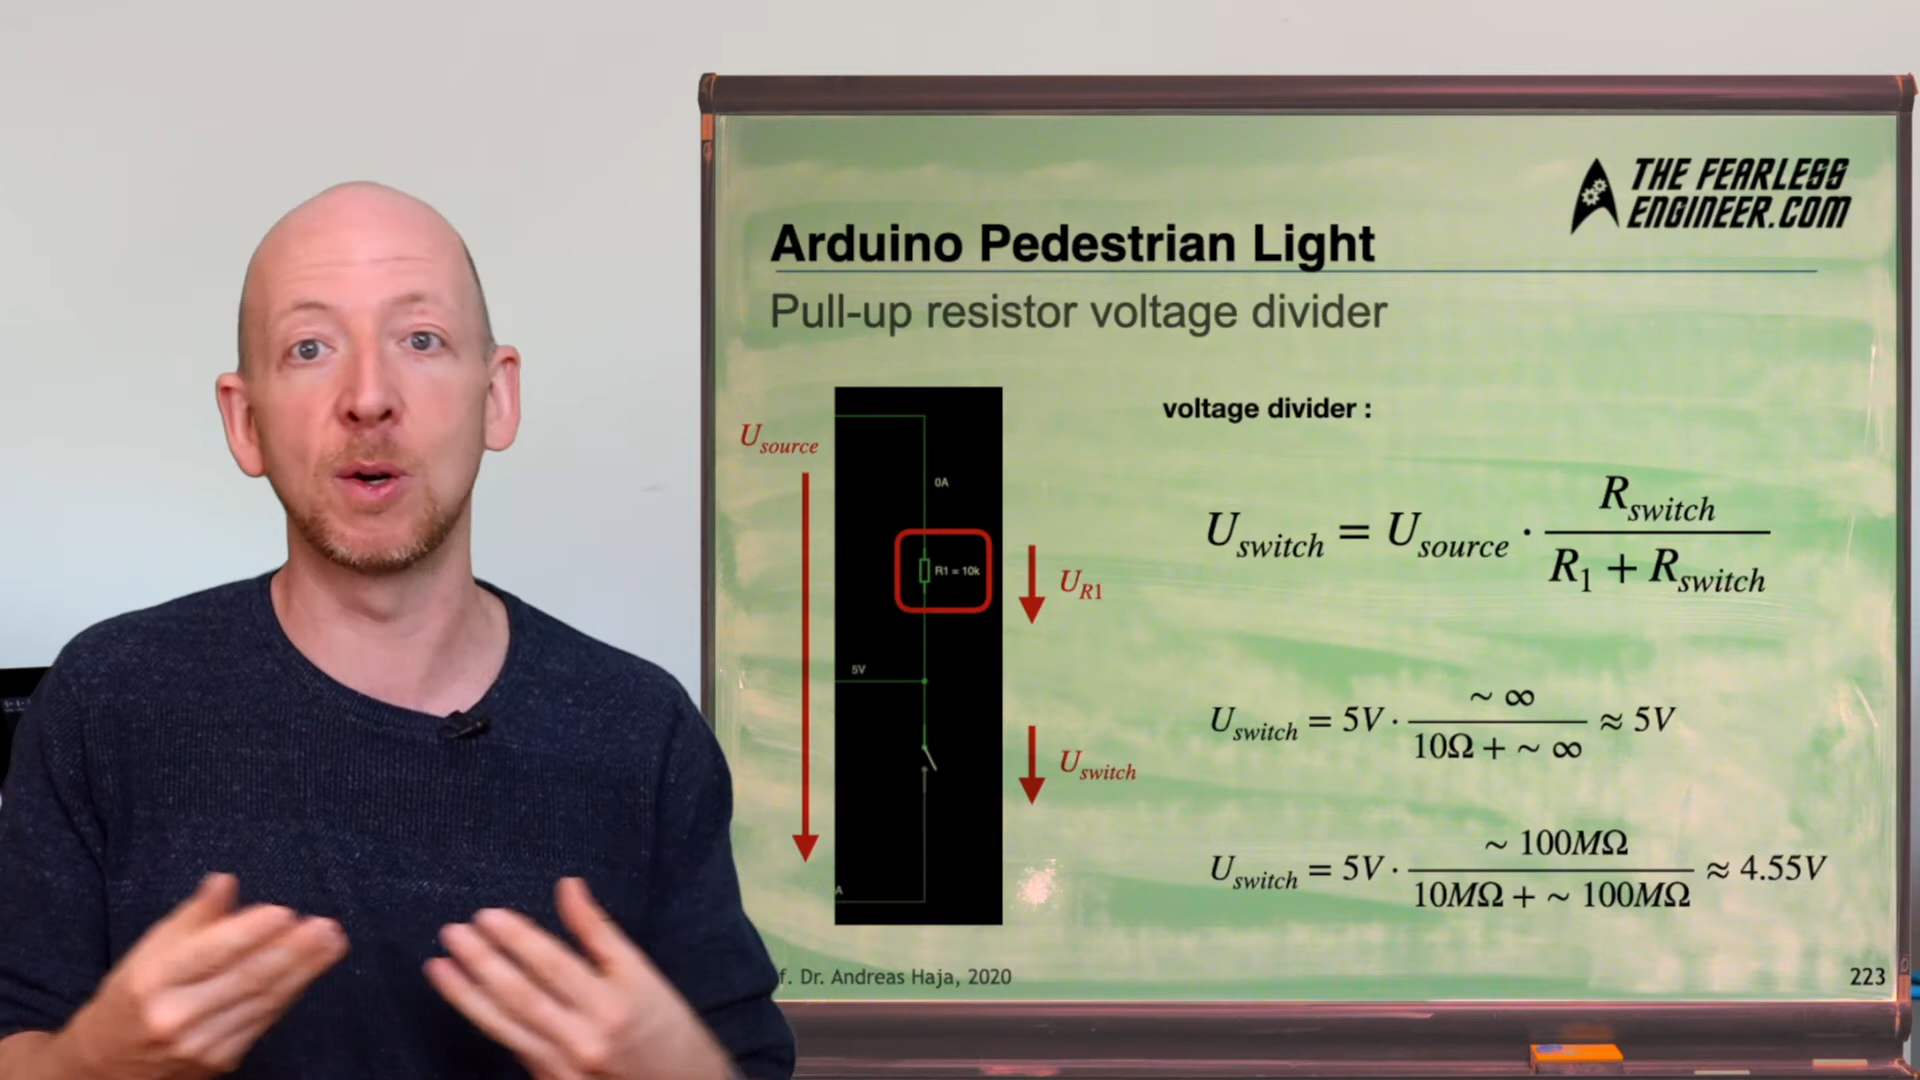 THE FEARLESS
ENGINEER.COM
Arduino Pedestrian Light
Pull-up resistor voltage divider
voltage divider :
U_source
0A
R1 = 10k
U_R1
5V
U_switch
A
U_switch = U_source · R_switch / (R_1 + R_switch)
U_switch = 5V · ~ ∞ / (10Ω + ~ ∞) ≈ 5V
U_switch = 5V · ~ 100MΩ / (10MΩ + ~ 100MΩ) ≈ 4.55V
f. Dr. Andreas Haja, 2020
223